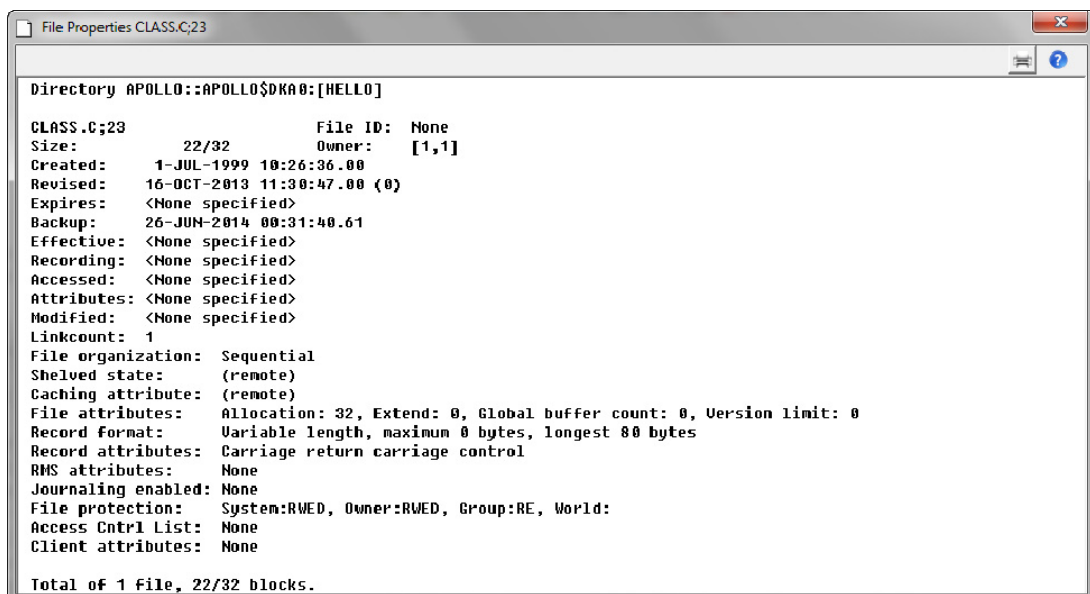 File Properties CLASS.C;23
Directory APOLLO::APOLLO$DKA0:[HELLO]
CLASS.C;23 File ID: None
Size: 22/32 Owner: [1,1]
Created: 1-JUL-1999 10:26:36.00
Revised: 16-OCT-2013 11:30:47.00 (0)
Expires: <None specified>
Backup: 26-JUN-2014 00:31:40.61
Effective: <None specified>
Recording: <None specified>
Accessed: <None specified>
Attributes: <None specified>
Modified: <None specified>
Linkcount: 1
File organization: Sequential
Shelved state: (remote)
Caching attribute: (remote)
File attributes: Allocation: 32, Extend: 0, Global buffer count: 0, Version limit: 0
Record format: Variable length, maximum 0 bytes, longest 80 bytes
Record attributes: Carriage return carriage control
RMS attributes: None
Journaling enabled: None
File protection: System:RWED, Owner:RWED, Group:RE, World:
Access Cntrl List: None
Client attributes: None
Total of 1 file, 22/32 blocks.